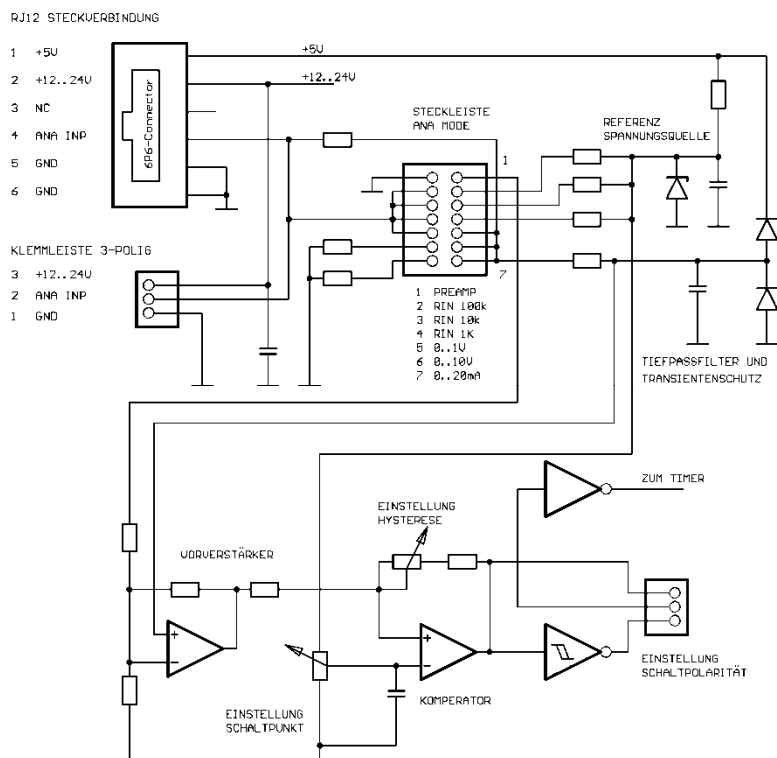 RJ12 STECKVERBINDUNG
1 +5V
2 +12..24V
3 NC
4 ANA INP
5 GND
6 GND
6P6-Connector
+5V
+12..24V
STECKLEISTE
ANA MODE
1
7
REFERENZ
SPANNUNGSQUELLE
KLEMMLEISTE 3-POLIG
3 +12..24V
2 ANA INP
1 GND
1 PREAMP
2 RIN 100k
3 RIN 10k
4 RIN 1K
5 0..1V
6 0..10V
7 0..20mA
TIEFPASSFILTER UND
TRANSIENTENSCHUTZ
ZUM TIMER
EINSTELLUNG
HYSTERESE
VORVERSTÄRKER
+
-
+
-
EINSTELLUNG
SCHALTPUNKT
KOMPERATOR
EINSTELLUNG
SCHALTPOLARITÄT